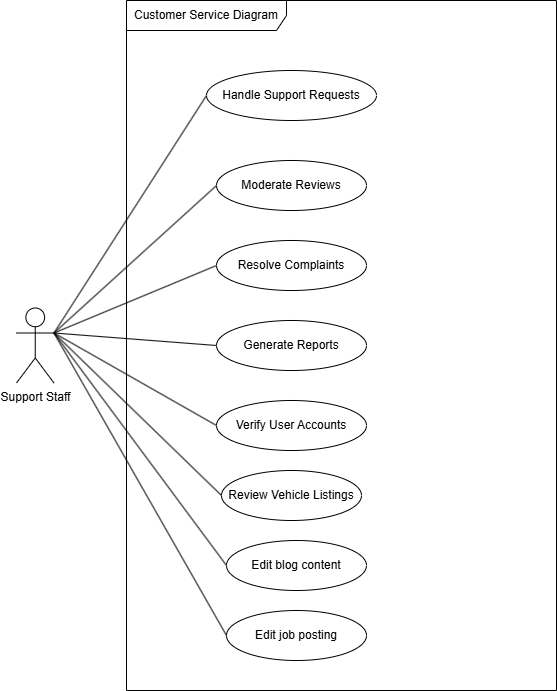 Customer Service Diagram
Handle Support Requests
Moderate Reviews
Resolve Complaints
Generate Reports
Support Staff
Verify User Accounts
Review Vehicle Listings
Edit blog content
Edit job posting